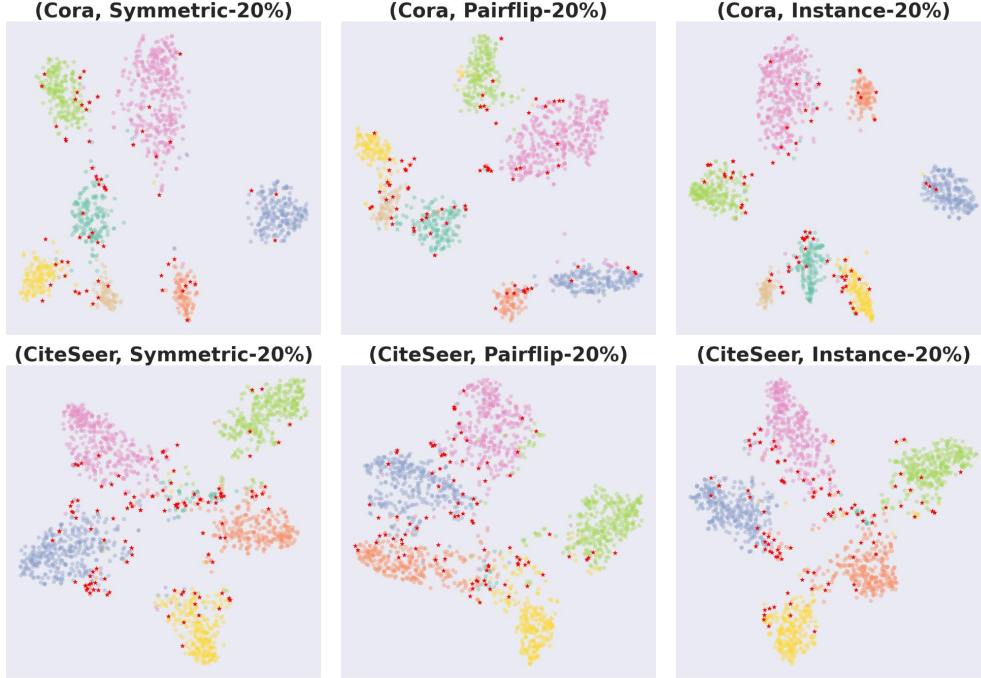 (Cora, Symmetric-20%)
(Cora, Pairflip-20%)
(Cora, Instance-20%)
(CiteSeer, Symmetric-20%)
(CiteSeer, Pairflip-20%)
(CiteSeer, Instance-20%)